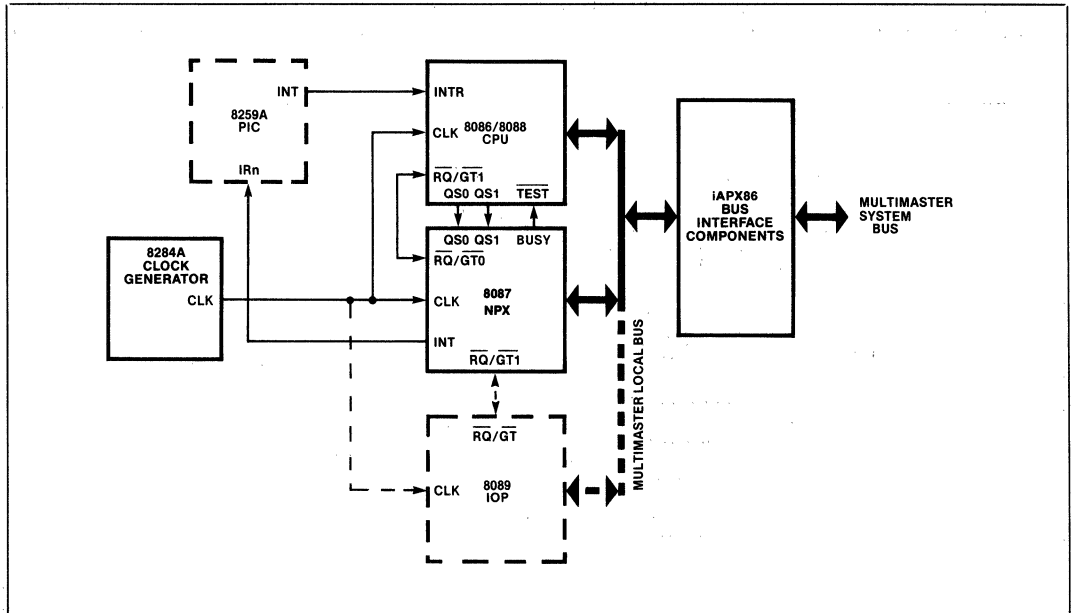 8259A
PIC
INT
IRn
INTR
CLK
8086/8088
CPU
RQ/GT1
QS0 QS1 TEST
QS0 QS1 BUSY
RQ/GT0
8087
NPX
CLK
INT
RQ/GT1
8284A
CLOCK
GENERATOR
CLK
RQ/GT
CLK
8089
IOP
MULTIMASTER LOCAL BUS
iAPX86
BUS
INTERFACE
COMPONENTS
MULTIMASTER
SYSTEM
BUS